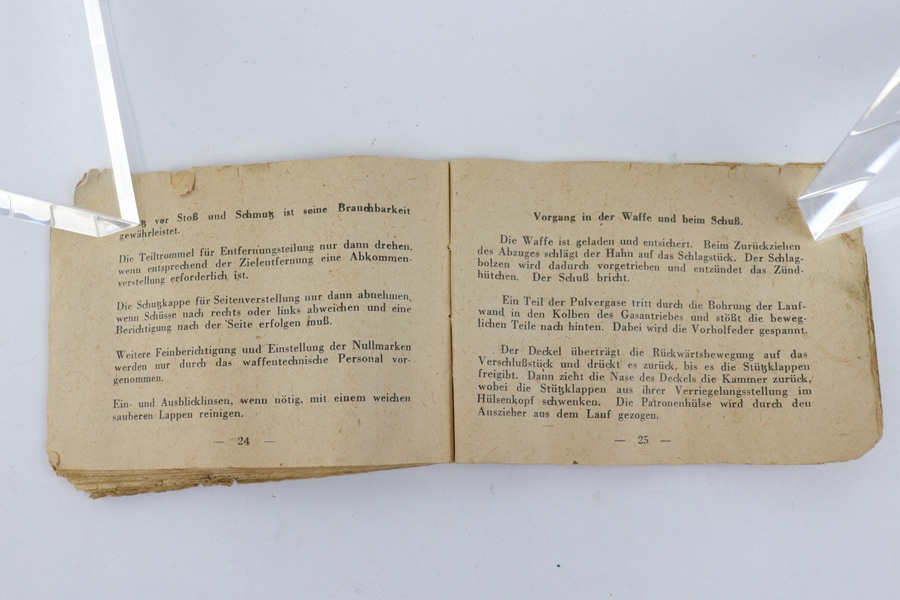 vor Stoß und Schmutz ist seine Brauchbarkeit
gewährleistet.
Die Teiltrommel für Entfernungsteilung nur dann drehen,
wenn entsprechend der Zielentfernung eine Abkommen-
verstellung erforderlich ist.
Die Schutzkappe für Seitenverstellung nur dann abnehmen,
wenn Schüsse nach rechts oder links abweichen und eine
Berichtigung nach der Seite erfolgen muß.
Weitere Feinberichtigung und Einstellung der Nullmarken
werden nur durch das waffentechnische Personal vor-
genommen.
Ein- und Ausblicklinsen, wenn nötig, mit einem weichen
sauberen Lappen reinigen.
— 24 —
Vorgang in der Waffe und beim Schuß.
Die Waffe ist geladen und entsichert. Beim Zurückziehen
des Abzuges schlägt der Hahn auf das Schlagstück. Der Schlag-
bolzen wird dadurch vorgetrieben und entzündet das Zünd-
hütchen. Der Schuß bricht.
Ein Teil der Pulvergase tritt durch die Bohrung der Lauf-
wand in den Kolben des Gasantriebes und stößt die beweg-
lichen Teile nach hinten. Dabei wird die Vorholfeder gespannt.
Der Deckel überträgt die Rückwärtsbewegung auf das
Verschlußstück und drückt es zurück, bis es die Stützklappen
freigibt. Dann zieht die Nase des Deckels die Kammer zurück,
wobei die Stützklappen aus ihrer Verriegelungsstellung im
Hülsenkopf schwenken. Die Patronenhülse wird durch den
Auszieher aus dem Lauf gezogen.
— 25 —